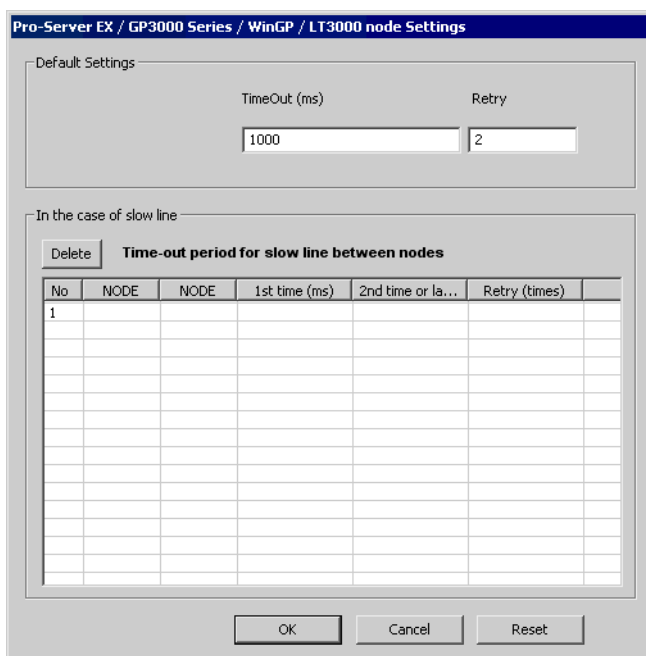 Pro-Server EX / GP3000 Series / WinGP / LT3000 node Settings
Default Settings
TimeOut (ms) Retry
1000 2
In the case of slow line
Delete Time-out period for slow line between nodes
No NODE NODE 1st time (ms) 2nd time or la... Retry (times)
1
OK Cancel Reset